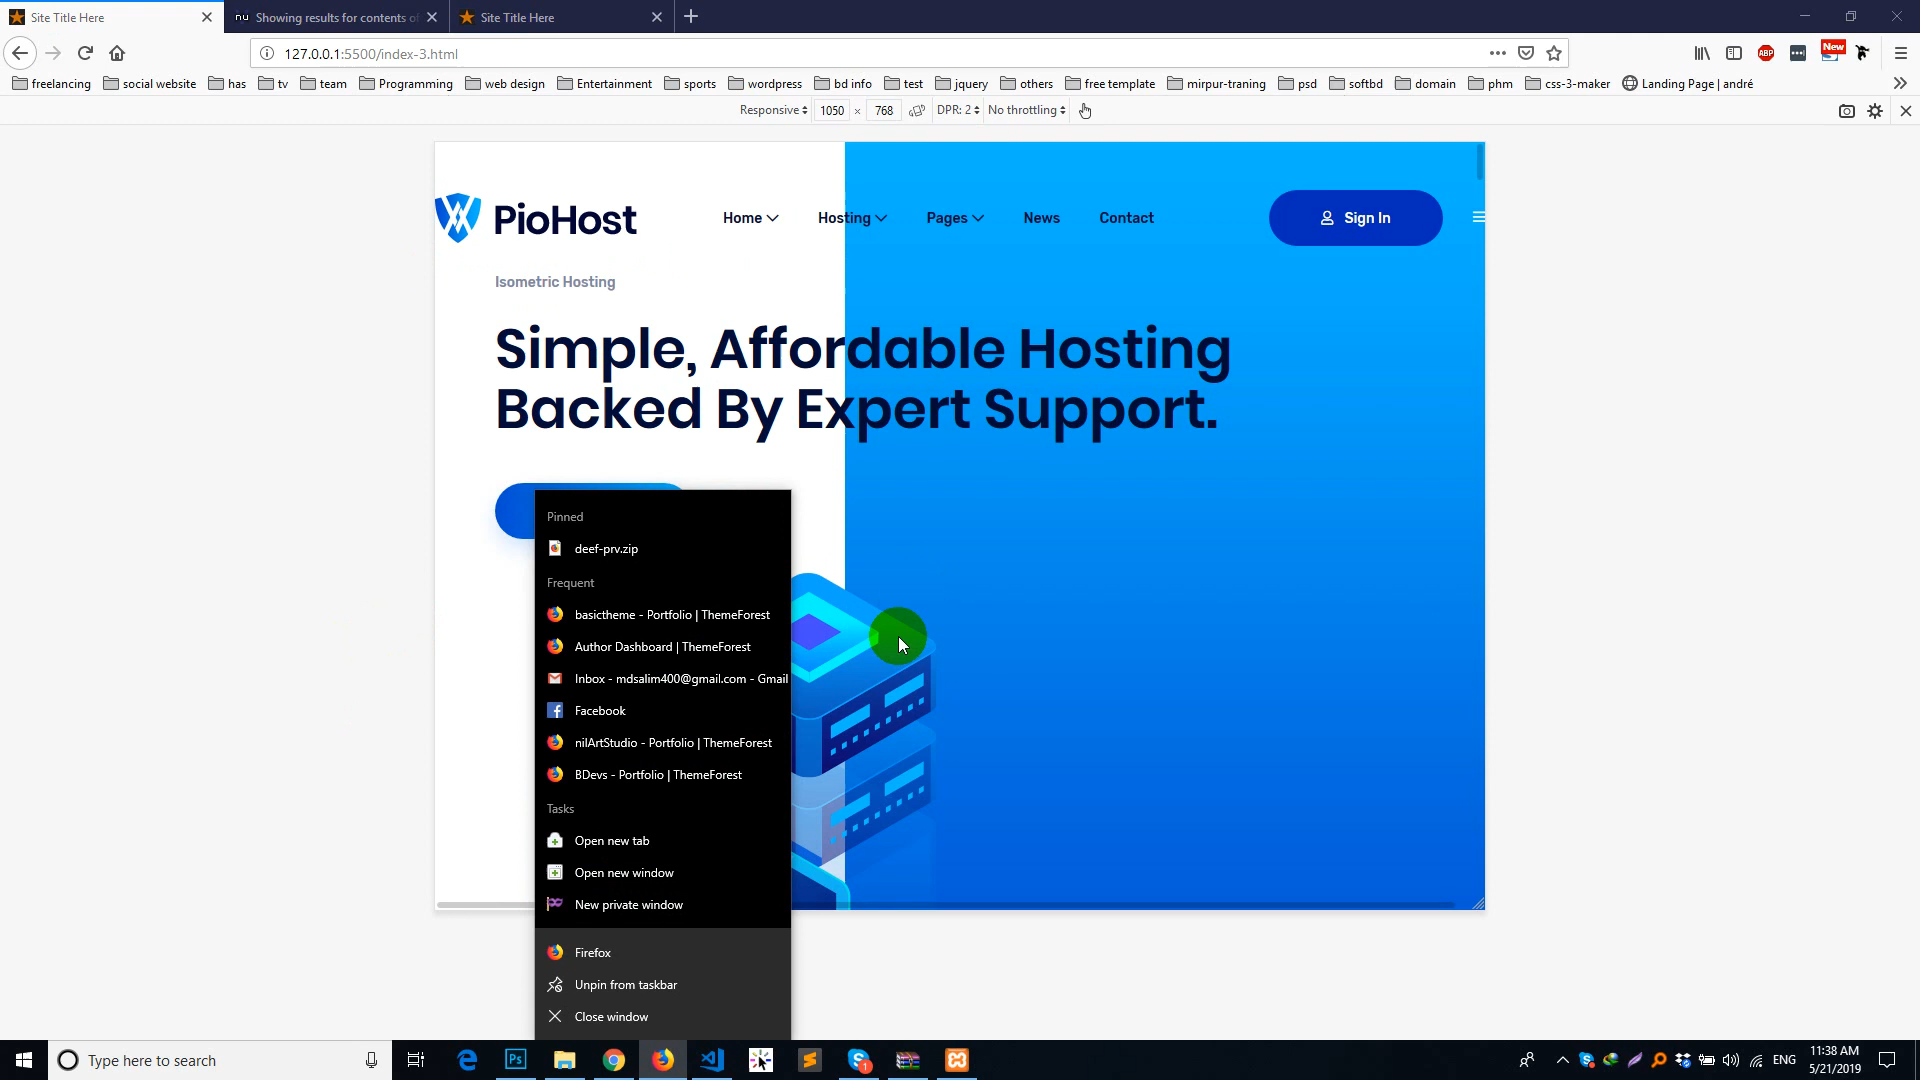 Site Title Here
Showing results for contents of
Site Title Here
127.0.0.1:5500/index-3.html
New
ABP
freelancing
social website
has
tv
team
Programming
web design
Entertainment
sports
wordpress
bd info
test
jquery
others
free template
mirpur-traning
psd
softbd
domain
phm
css-3-maker
Landing Page | andré
Responsive
1050 × 768
DPR: 2
No throttling
PioHost
Home
Hosting
Pages
News
Contact
Sign In
Isometric Hosting
Simple, Affordable Hosting
Backed By Expert Support.
Pinned
deef-prv.zip
Frequent
basictheme - Portfolio | ThemeForest
Author Dashboard | ThemeForest
Inbox - mdsalim400@gmail.com - Gmail
Facebook
nilArtStudio - Portfolio | ThemeForest
BDevs - Portfolio | ThemeForest
Tasks
Open new tab
Open new window
New private window
Firefox
Unpin from taskbar
Close window
Type here to search
Ps
1
ENG
11:38 AM
5/21/2019